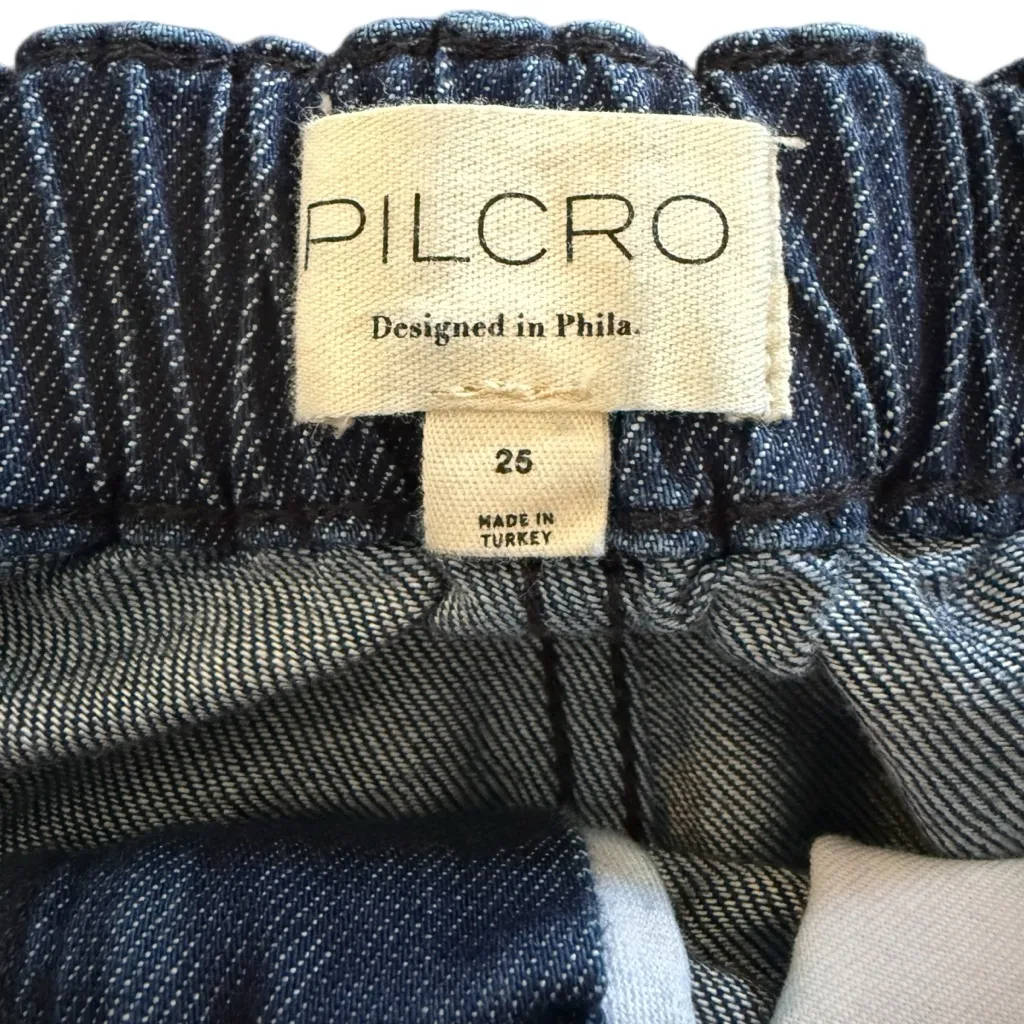 PILCRO
Designed in Phila.
25
MADE IN
TURKEY